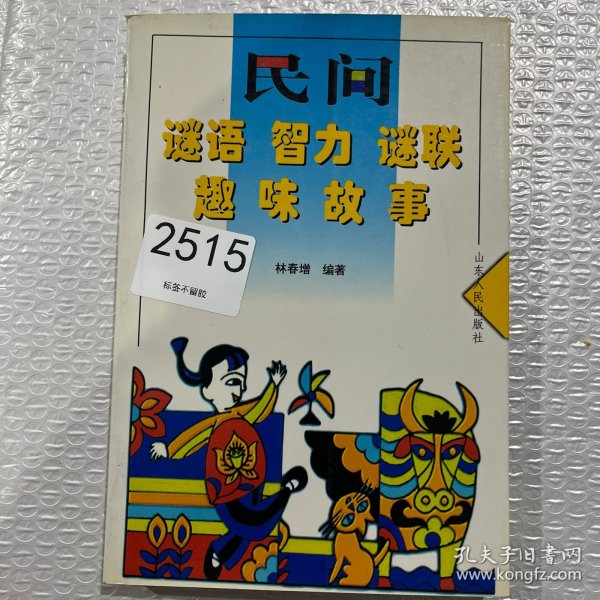 民间
谜语 智力 谜联
趣味故事
2515
标签不留胶
林春增 编著
山东人民出版社
孔夫子旧书网
www.kongfz.com